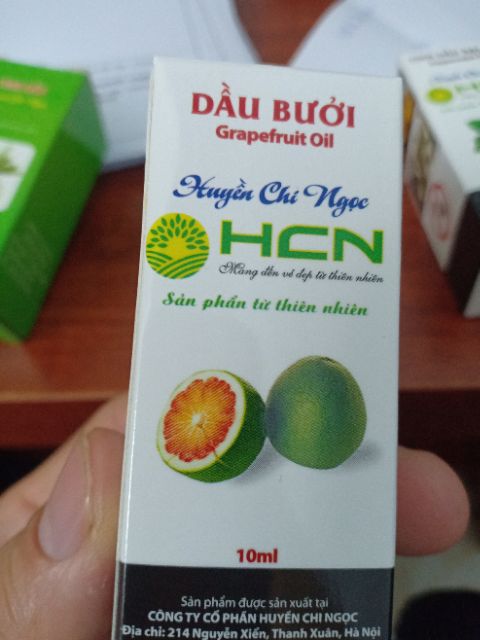 DẦU BƯỞI
Grapefruit Oil
Huyền Chi Ngọc
HCN
Mang đến vẻ đẹp từ thiên nhiên
Sản phẩn từ thiên nhiên
10ml
Sản phẩm được sản xuất tại
CÔNG TY CỔ PHẦN HUYỀN CHI NGỌC
Địa chỉ: 214 Nguyễn Xiển, Thanh Xuân, Hà Nội
HCN